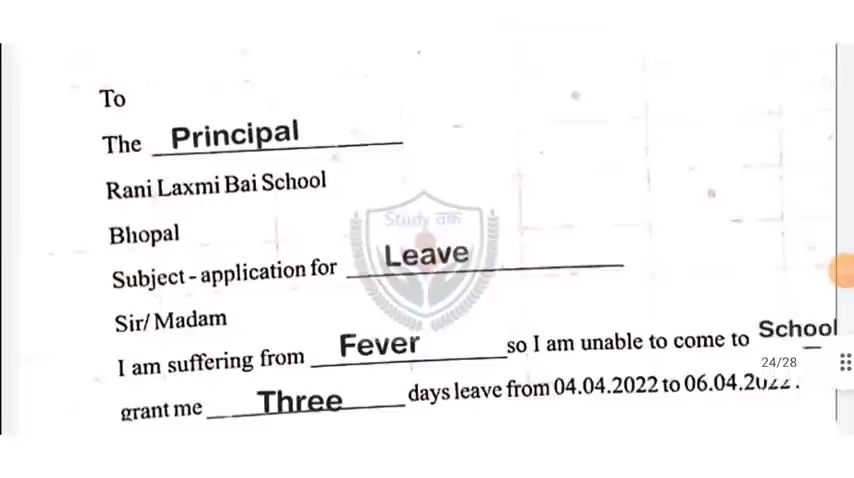 To
The Principal
Rani Laxmi Bai School
Study तक
Bhopal
Subject - application for Leave
Sir/ Madam
I am suffering from Fever so I am unable to come to School
24/28
grant me Three days leave from 04.04.2022 to 06.04.2022.